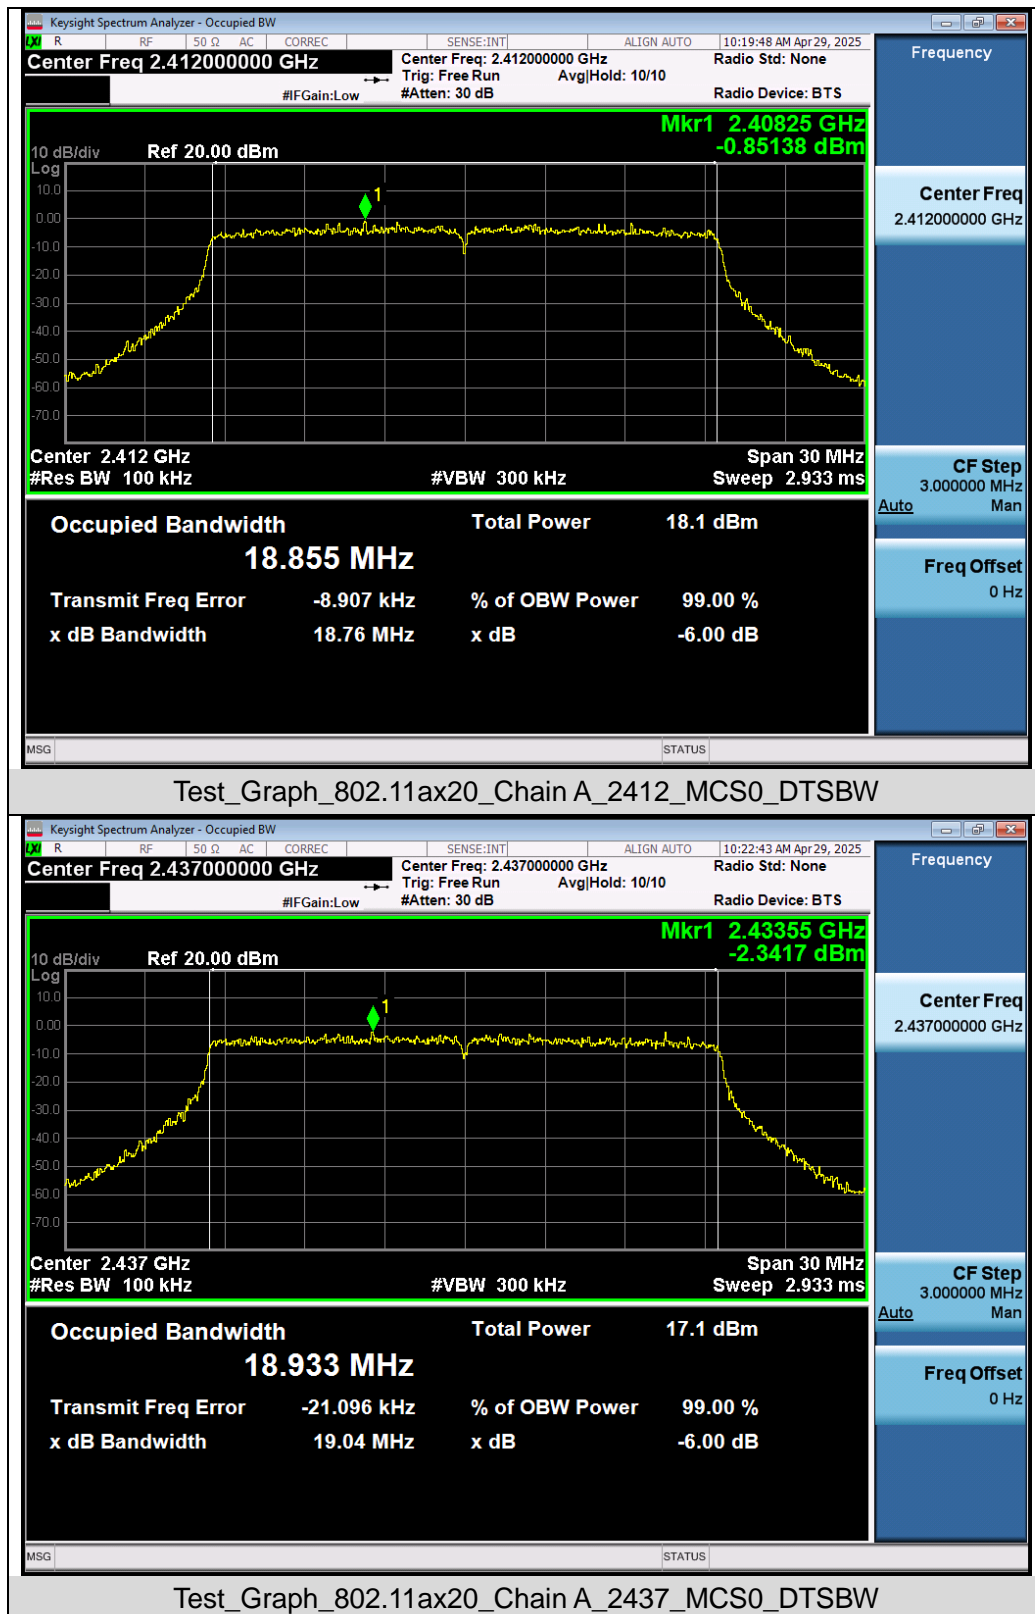 Keysight Spectrum Analyzer - Occupied BW
LXI R RF 50 Ω AC CORREC SENSE:INT ALIGN AUTO 10:19:48 AM Apr 29, 2025
Center Freq 2.412000000 GHz
Center Freq: 2.412000000 GHz
Radio Std: None
Trig: Free Run Avg|Hold: 10/10
#IFGain:Low
#Atten: 30 dB
Radio Device: BTS
Frequency
Mkr1 2.40825 GHz
-0.85138 dBm
10 dB/div Ref 20.00 dBm
Log
10.0
0.00
-10.0
-20.0
-30.0
-40.0
-50.0
-60.0
-70.0
1
Center Freq
2.412000000 GHz
Center 2.412 GHz Span 30 MHz
#Res BW 100 kHz #VBW 300 kHz Sweep 2.933 ms
CF Step
3.000000 MHz
Auto Man
Occupied Bandwidth Total Power 18.1 dBm
18.855 MHz
Transmit Freq Error -8.907 kHz % of OBW Power 99.00 %
x dB Bandwidth 18.76 MHz x dB -6.00 dB
Freq Offset
0 Hz
MSG STATUS
Test_Graph_802.11ax20_Chain A_2412_MCS0_DTSBW
Keysight Spectrum Analyzer - Occupied BW
LXI R RF 50 Ω AC CORREC SENSE:INT ALIGN AUTO 10:22:43 AM Apr 29, 2025
Center Freq 2.437000000 GHz
Center Freq: 2.437000000 GHz
Radio Std: None
Trig: Free Run Avg|Hold: 10/10
#IFGain:Low
#Atten: 30 dB
Radio Device: BTS
Frequency
Mkr1 2.43355 GHz
-2.3417 dBm
10 dB/div Ref 20.00 dBm
Log
10.0
0.00
-10.0
-20.0
-30.0
-40.0
-50.0
-60.0
-70.0
1
Center Freq
2.437000000 GHz
Center 2.437 GHz Span 30 MHz
#Res BW 100 kHz #VBW 300 kHz Sweep 2.933 ms
CF Step
3.000000 MHz
Auto Man
Occupied Bandwidth Total Power 17.1 dBm
18.933 MHz
Transmit Freq Error -21.096 kHz % of OBW Power 99.00 %
x dB Bandwidth 19.04 MHz x dB -6.00 dB
Freq Offset
0 Hz
MSG STATUS
Test_Graph_802.11ax20_Chain A_2437_MCS0_DTSBW